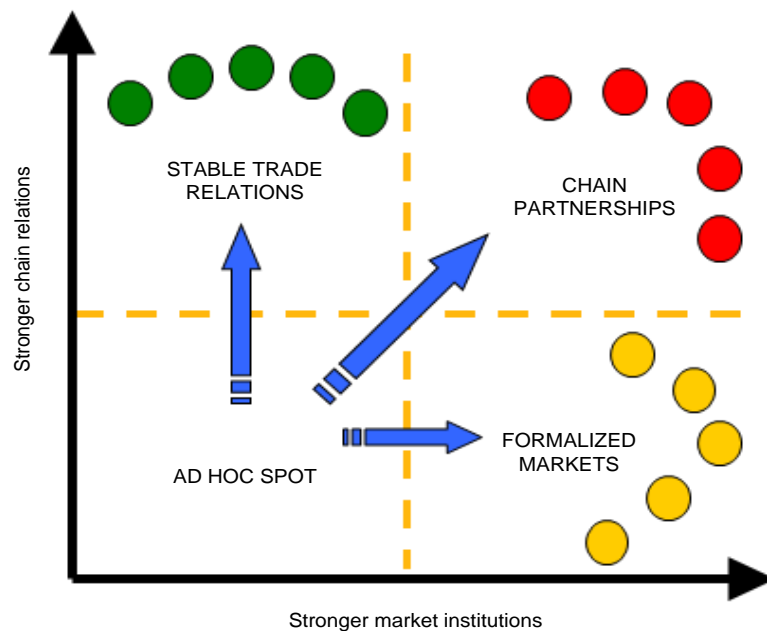 STABLE TRADE
RELATIONS
CHAIN
PARTNERSHIPS
Stronger chain relations
FORMALIZED
MARKETS
AD HOC SPOT
Stronger market institutions